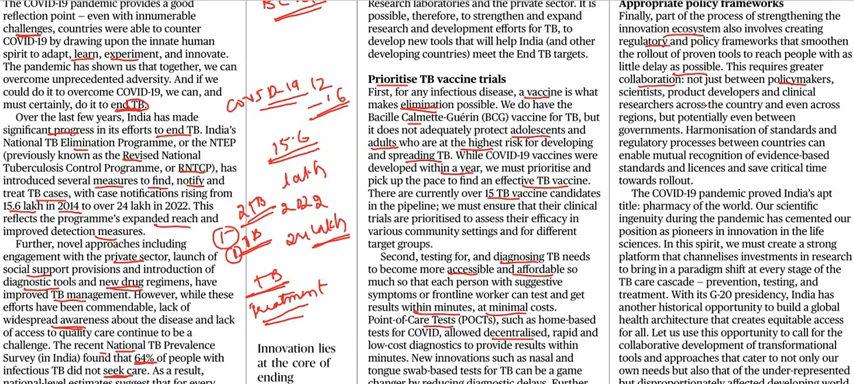 The COVID-19 pandemic provides a good
reflection point – even with innumerable
challenges, countries were able to counter
COVID-19 by drawing upon the innate human
spirit to adapt, learn, experiment, and innovate.
The pandemic has shown us that together, we can
overcome unprecedented adversity. And if we
could do it to overcome COVID-19, we can, and
must certainly, do it to end TB.
Over the last few years, India has made
significant progress in its efforts to end TB. India's
National TB Elimination Programme, or the NTEP
(previously known as the Revised National
Tuberculosis Control Programme, or RNTCP), has
introduced several measures to find, notify and
treat TB cases, with notifications rising from
15.6 lakh in 2014 to over 24 lakh in 2022. This
reflects the programme's expanded reach and
improved detection measures.
Further, novel approaches including
engagement with the private sector, launch of
social support provisions and introduction of
diagnostic tools and new drug regimens, have
improved TB management. However, while these
efforts have been commendable, lack of
widespread awareness about the disease and lack
of access to quality care continue to be a
challenge. The recent National TB Prevalence
Survey (in India) found that 64% of people with
infectious TB did not seek care. As a result,
national-level estimates suggest that for every
COVID-19 12
- 16
15.6
lakh
2022
24 lakh
TB
Treatment
Innovation lies
at the core of
ending
Research laboratories and the private sector. It is
possible, therefore, to strengthen and expand
research and development efforts for TB, to
develop new tools that will help India (and other
developing countries) meet the End TB targets.
Prioritise TB vaccine trials
First, for any infectious disease, a vaccine is what
makes elimination possible. We do have the
Bacille Calmette-Guérin (BCG) vaccine for TB, but
it does not adequately protect adolescents and
adults who are at the highest risk for developing
and spreading TB. While COVID-19 vaccines were
developed within a year, we must prioritise and
pick up the pace to find an effective TB vaccine.
There are currently over 15 TB vaccine candidates
in the pipeline; we must ensure that their clinical
trials are prioritised to assess their efficacy in
various community settings and for different
target groups.
Second, testing for, and diagnosing TB needs
to become more accessible and affordable so
much so that each person with suggestive
symptoms or frontline worker can test and get
results within minutes, at minimal costs.
Point-of-Care Tests (POCTs), such as home-based
tests for COVID, allowed decentralised, rapid and
low-cost diagnostics to provide results within
minutes. New innovations such as nasal and
tongue swab-based tests for TB can be a game
changer by reducing diagnostic delays. Further,
Appropriate policy frameworks
Finally, part of the process of strengthening the
innovation ecosystem also involves creating
regulatory and policy frameworks that smoothen
the rollout of proven tools to reach people with as
little delay as possible. This requires greater
collaboration: not just between policymakers,
scientists, product developers and clinical
researchers across the country and even across
regions, but potentially even between
governments. Harmonisation of standards and
regulatory processes between countries can
enable mutual recognition of evidence-based
standards and licences and save critical time
towards rollout.
The COVID-19 pandemic proved India's apt
title: pharmacy of the world. Our scientific
ingenuity during the pandemic has cemented our
position as pioneers in innovation in the life
sciences. In this spirit, we must create a strong
platform that channelises investments in research
to bring in a paradigm shift at every stage of the
TB care cascade – prevention, testing, and
treatment. With its G-20 presidency, India has
another historical opportunity to build a global
health architecture that creates equitable access
for all. Let us use this opportunity to call for the
collaborative development of transformational
tools and approaches that cater to not only our
own needs but also that of the under-represented
but disproportionately affected developing world